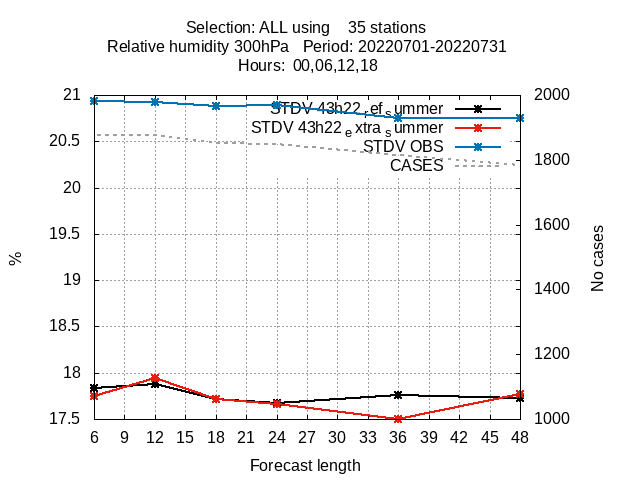 Selection: ALL using 35 stations
Relative humidity 300hPa Period: 20220701-20220731
Hours: 00,06,12,18
21
20.5
20
19.5
19
18.5
18
17.5
%
STDV 43h22refsummer
STDV 43h22extrasummer
STDV OBS
CASES
2000
1800
1600
1400
1200
1000
No cases
6 9 12 15 18 21 24 27 30 33 36 39 42 45 48
Forecast length